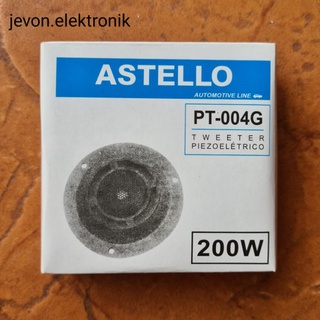 jevon.elektronik
ASTELLO
AUTOMOTIVE LINE
PT-004G
TWEETER
PIEZOELÉTRICO
200W